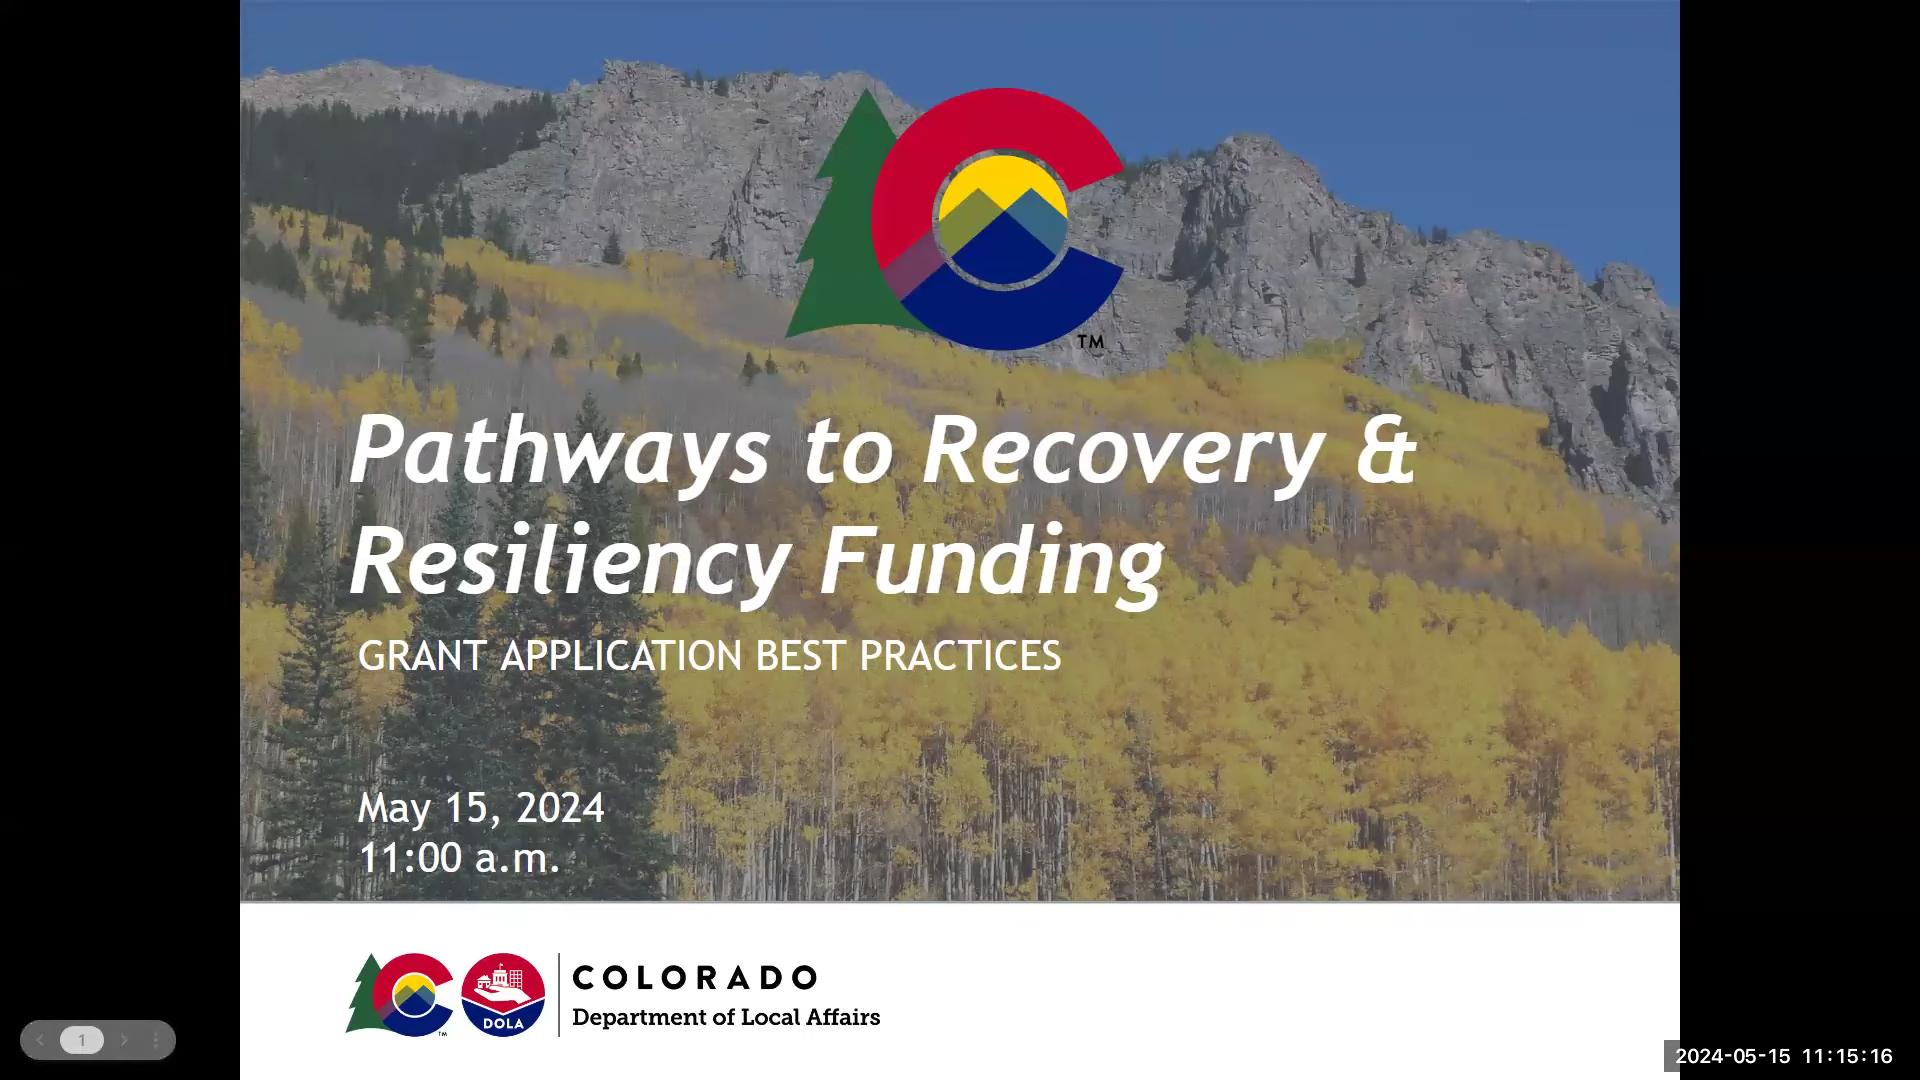 TM
Pathways to Recovery &
Resiliency Funding
GRANT APPLICATION BEST PRACTICES
May 15, 2024
11:00 a.m.
TM
DOLA
COLORADO
Department of Local Affairs
1
2024-05-15 11:15:16